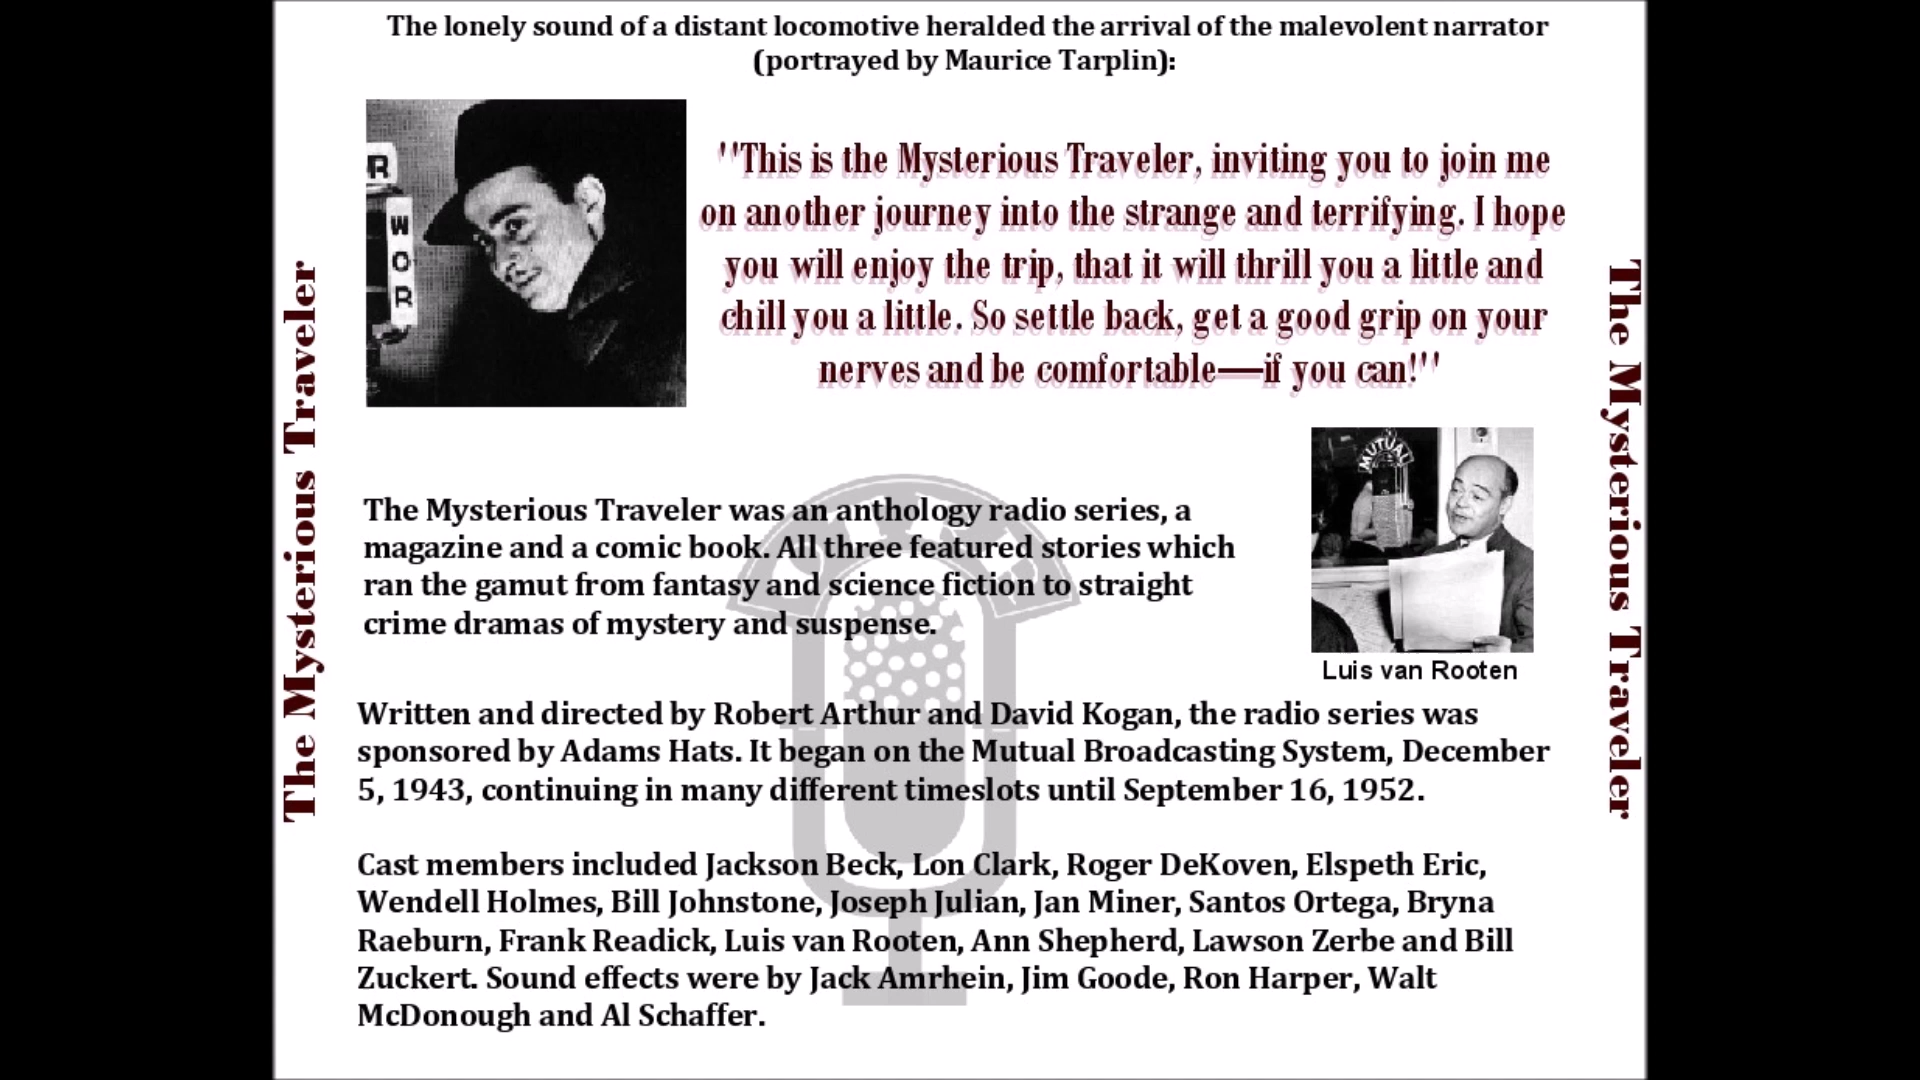 The lonely sound of a distant locomotive heralded the arrival of the malevolent narrator
(portrayed by Maurice Tarplin):
R
W
O
R
''This is the Mysterious Traveler, inviting you to join me
on another journey into the strange and terrifying. I hope
you will enjoy the trip, that it will thrill you a little and
chill you a little. So settle back, get a good grip on your
nerves and be comfortable—if you can!''
The Mysterious Traveler
The Mysterious Traveler
MUTUAL
Luis van Rooten
The Mysterious Traveler was an anthology radio series, a
magazine and a comic book. All three featured stories which
ran the gamut from fantasy and science fiction to straight
crime dramas of mystery and suspense.
Written and directed by Robert Arthur and David Kogan, the radio series was
sponsored by Adams Hats. It began on the Mutual Broadcasting System, December
5, 1943, continuing in many different timeslots until September 16, 1952.
Cast members included Jackson Beck, Lon Clark, Roger DeKoven, Elspeth Eric,
Wendell Holmes, Bill Johnstone, Joseph Julian, Jan Miner, Santos Ortega, Bryna
Raeburn, Frank Readick, Luis van Rooten, Ann Shepherd, Lawson Zerbe and Bill
Zuckert. Sound effects were by Jack Amrhein, Jim Goode, Ron Harper, Walt
McDonough and Al Schaffer.